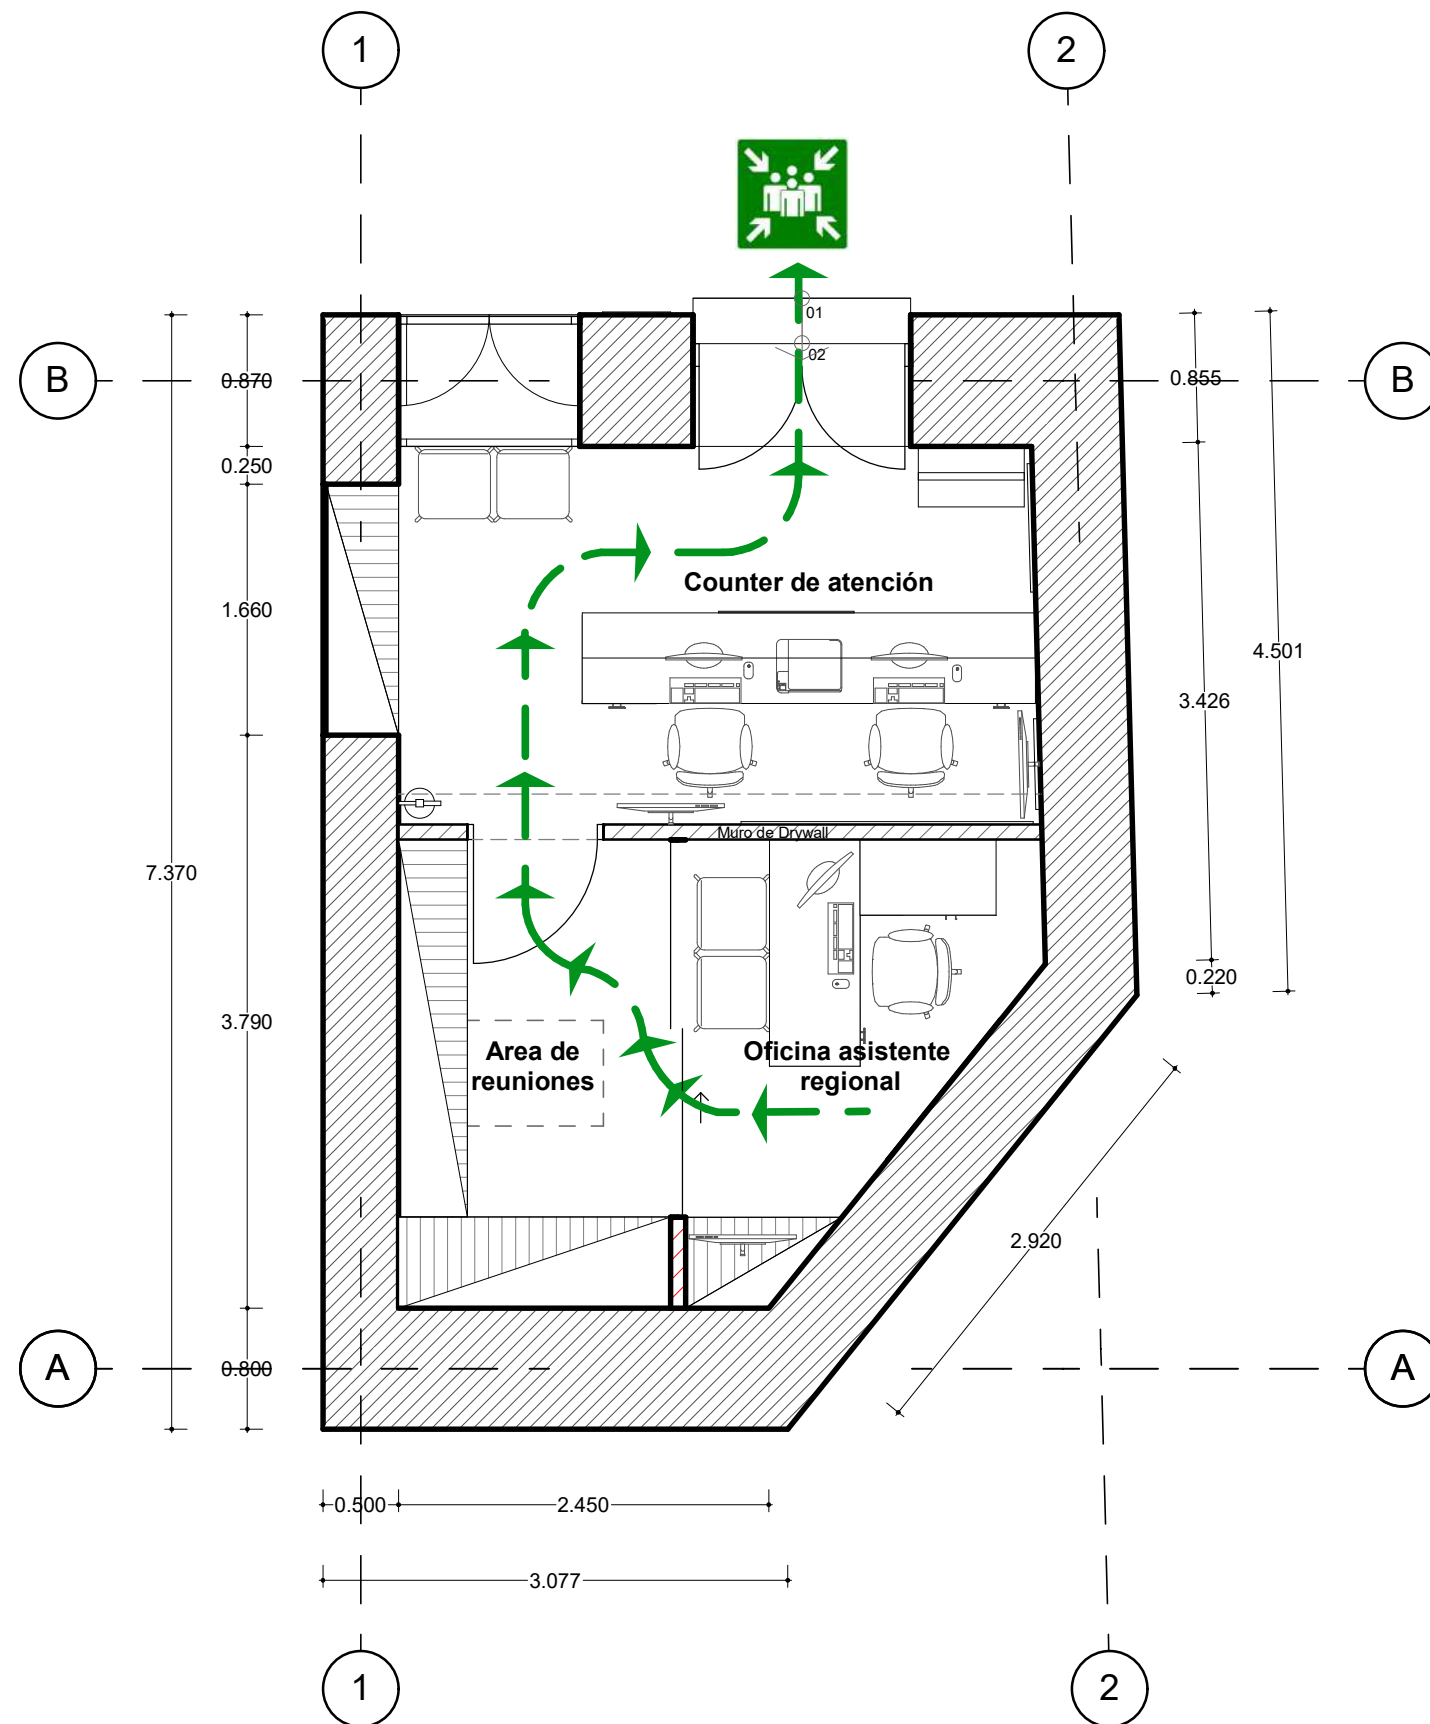 1
2
01
02
B
B
0.870
0.855
0.250
Counter de atención
1.660
4.501
3.426
Muro de Drywall
7.370
0.220
3.790
Area de
reuniones
Oficina asistente
regional
2.920
A
A
0.800
0.500
2.450
3.077
1
2